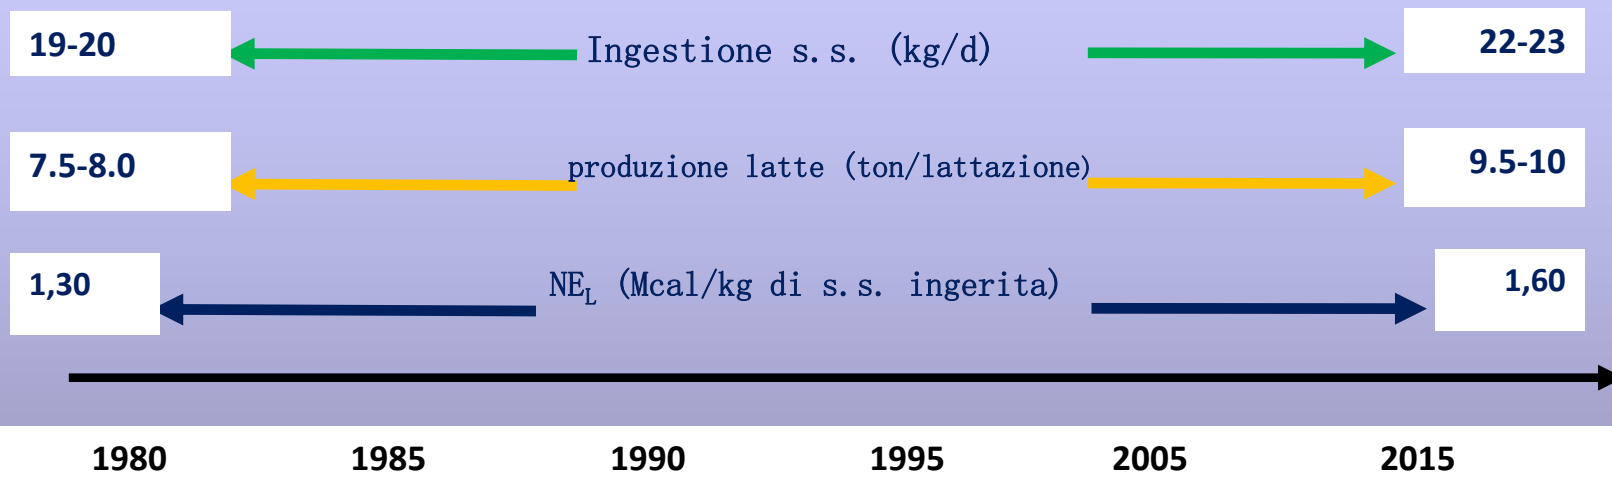 19-20 Ingestione s.s. (kg/d) 22-23
7.5-8.0 produzione latte (ton/lattazione) 9.5-10
1,30 NEL (Mcal/kg di s.s. ingerita) 1,60
1980 1985 1990 1995 2005 2015